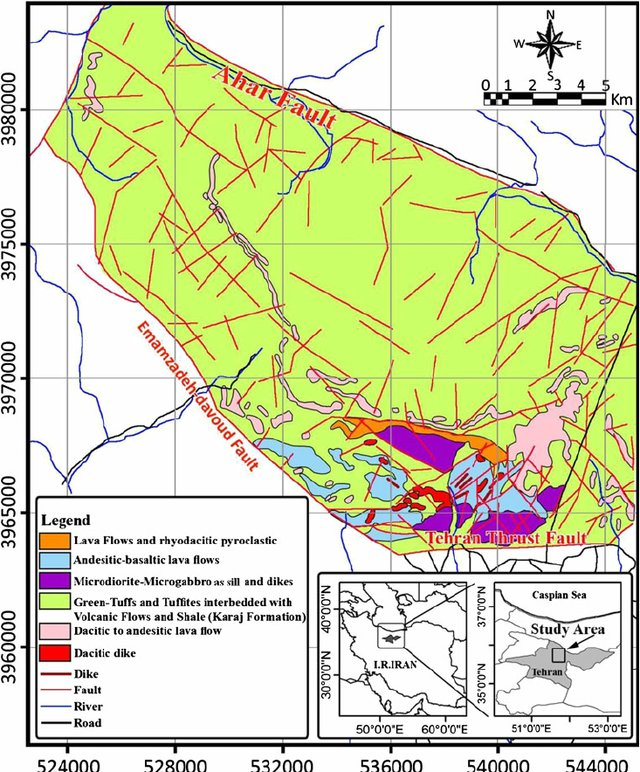 N
W E
S
0 1 2 3 4 5
Km
Ahar Fault
3980000
3975000
3970000
3965000
3960000
Emamzadeh davoud Fault
Tehran Thrust Fault
Legend
Lava Flows and rhyodacitic pyroclastic
Andesitic-basaltic lava flows
Microdiorite-Microgabbro as sill and dikes
Green-Tuffs and Tuffites interbedded with
Volcanic Flows and Shale (Karaj Formation)
Dacitic to andesitic lava flow
Dacitic dike
Dike
Fault
River
Road
40°0'0"N
30°0'0"N
I.R.IRAN
50°0'0"E 60°0'0"E
Caspian Sea
37°0'0"N
Study Area
Tehran
35°0'0"N
51°0'0"E 53°0'0"E
524000 528000 532000 536000 540000 544000